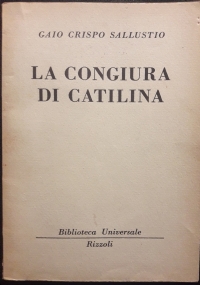 GAIO CRISPO SALLUSTIO
LA CONGIURA
DI CATILINA
Biblioteca Universale
Rizzoli